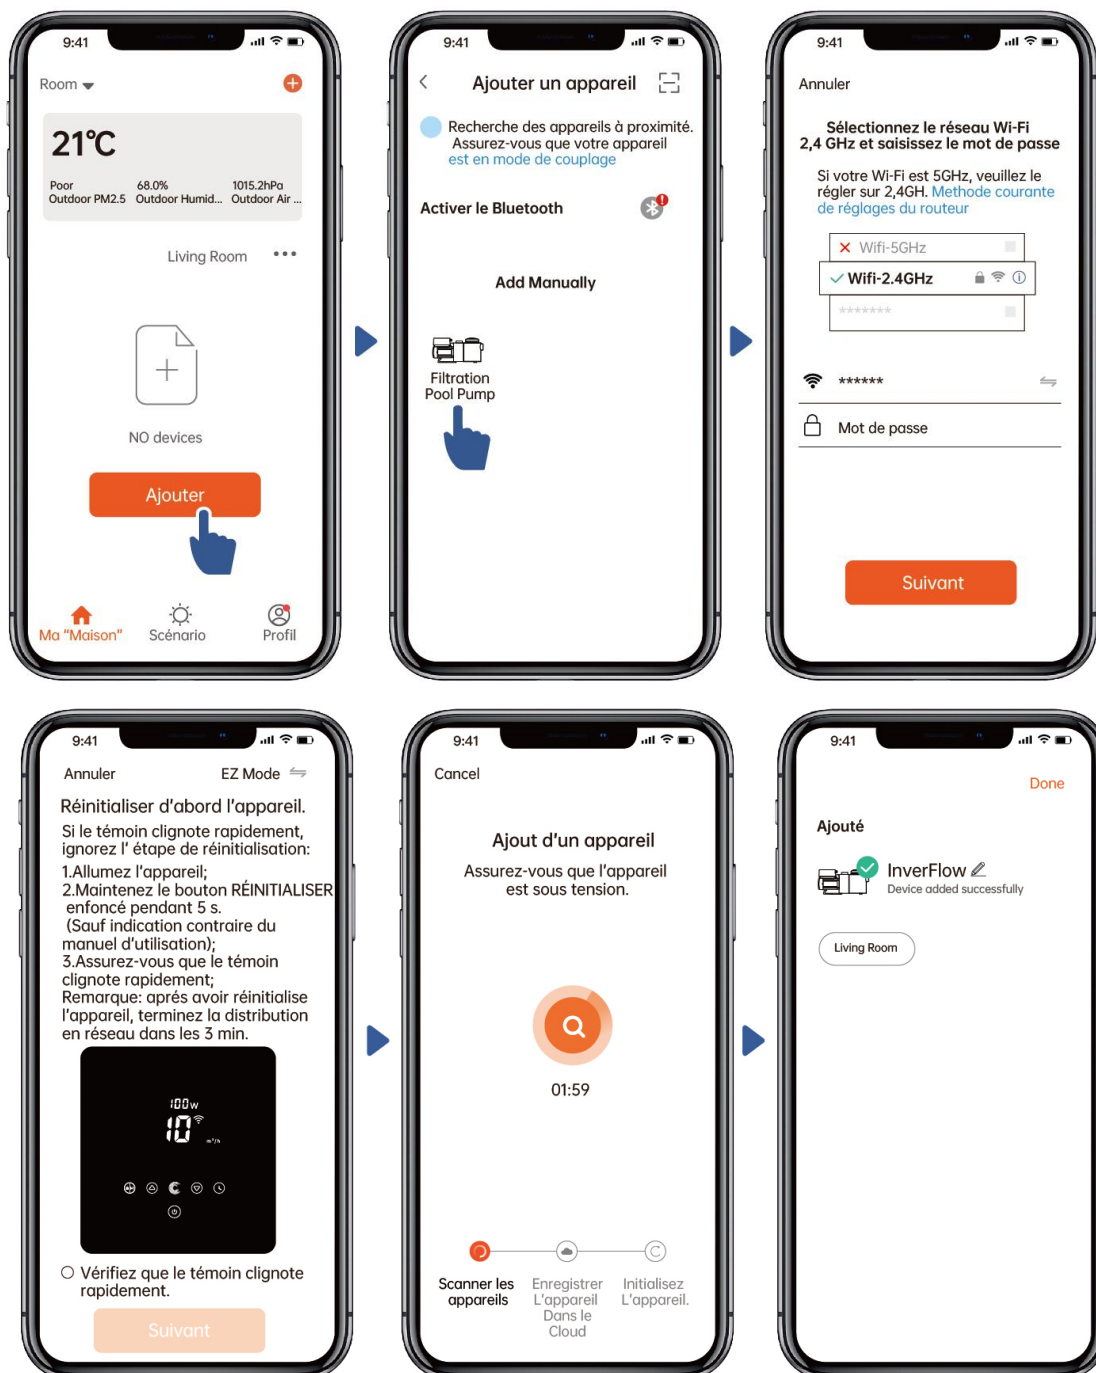 9:41
Room
21℃
Poor 68.0% 1015.2hPa
Outdoor PM2.5 Outdoor Humid... Outdoor Air ...
Living Room
NO devices
Ajouter
Ma "Maison" Scénario Profil
9:41
Ajouter un appareil
Recherche des appareils à proximité.
Assurez-vous que votre appareil
est en mode de couplage
Activer le Bluetooth
Add Manually
Filtration
Pool Pump
9:41
Annuler
Sélectionnez le réseau Wi-Fi
2,4 GHz et saisissez le mot de passe
Si votre Wi-Fi est 5GHz, veuillez le
régler sur 2,4GH. Methode courante
de réglages du routeur
Wifi-5GHz
Wifi-2.4GHz
*******
******
Mot de passe
Suivant
9:41
Annuler EZ Mode
Réinitialiser d'abord l'appareil.
Si le témoin clignote rapidement,
ignorez l' étape de réinitialisation:
1.Allumez l'appareil;
2.Maintenez le bouton RÉINITIALISER
enfoncé pendant 5 s.
(Sauf indication contraire du
manuel d'utilisation);
3.Assurez-vous que le témoin
clignote rapidement;
Remarque: aprés avoir réinitialise
l'appareil, terminez la distribution
en réseau dans les 3 min.
100w
10
m³/h
Vérifiez que le témoin clignote
rapidement.
Suivant
9:41
Cancel
Ajout d'un appareil
Assurez-vous que l'appareil
est sous tension.
01:59
Scanner les
appareils
Enregistrer
L'appareil
Dans le
Cloud
Initialisez
L'appareil.
9:41
Done
Ajouté
InverFlow
Device added successfully
Living Room